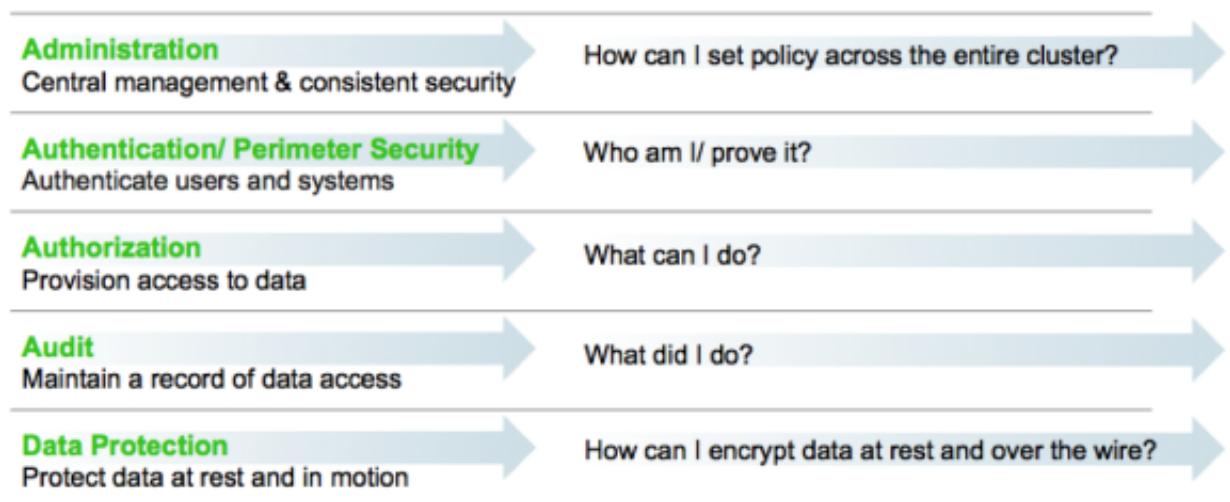 Administration
Central management & consistent security
How can I set policy across the entire cluster?
Authentication/ Perimeter Security
Authenticate users and systems
Who am I/ prove it?
Authorization
Provision access to data
What can I do?
Audit
Maintain a record of data access
What did I do?
Data Protection
Protect data at rest and in motion
How can I encrypt data at rest and over the wire?